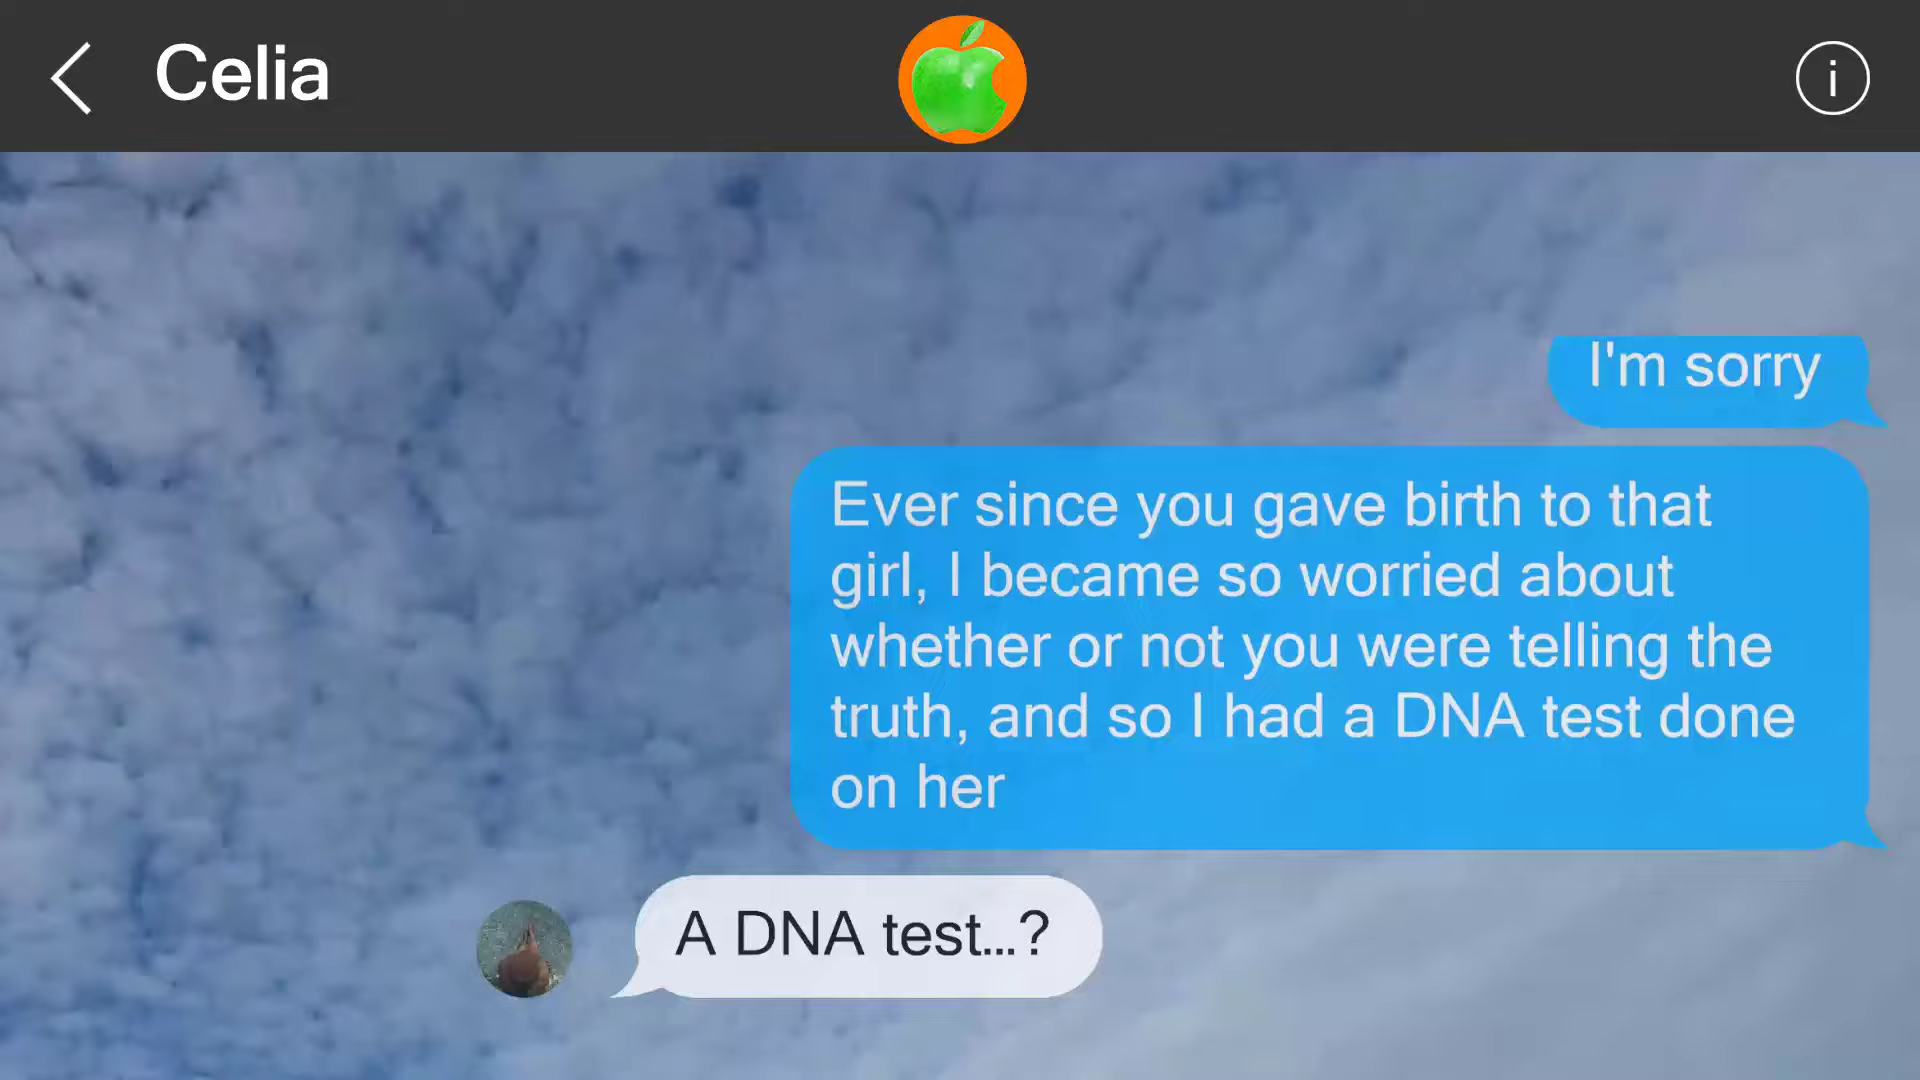 Celia
i
I'm sorry
Ever since you gave birth to that
girl, I became so worried about
whether or not you were telling the
truth, and so I had a DNA test done
on her
A DNA test...?